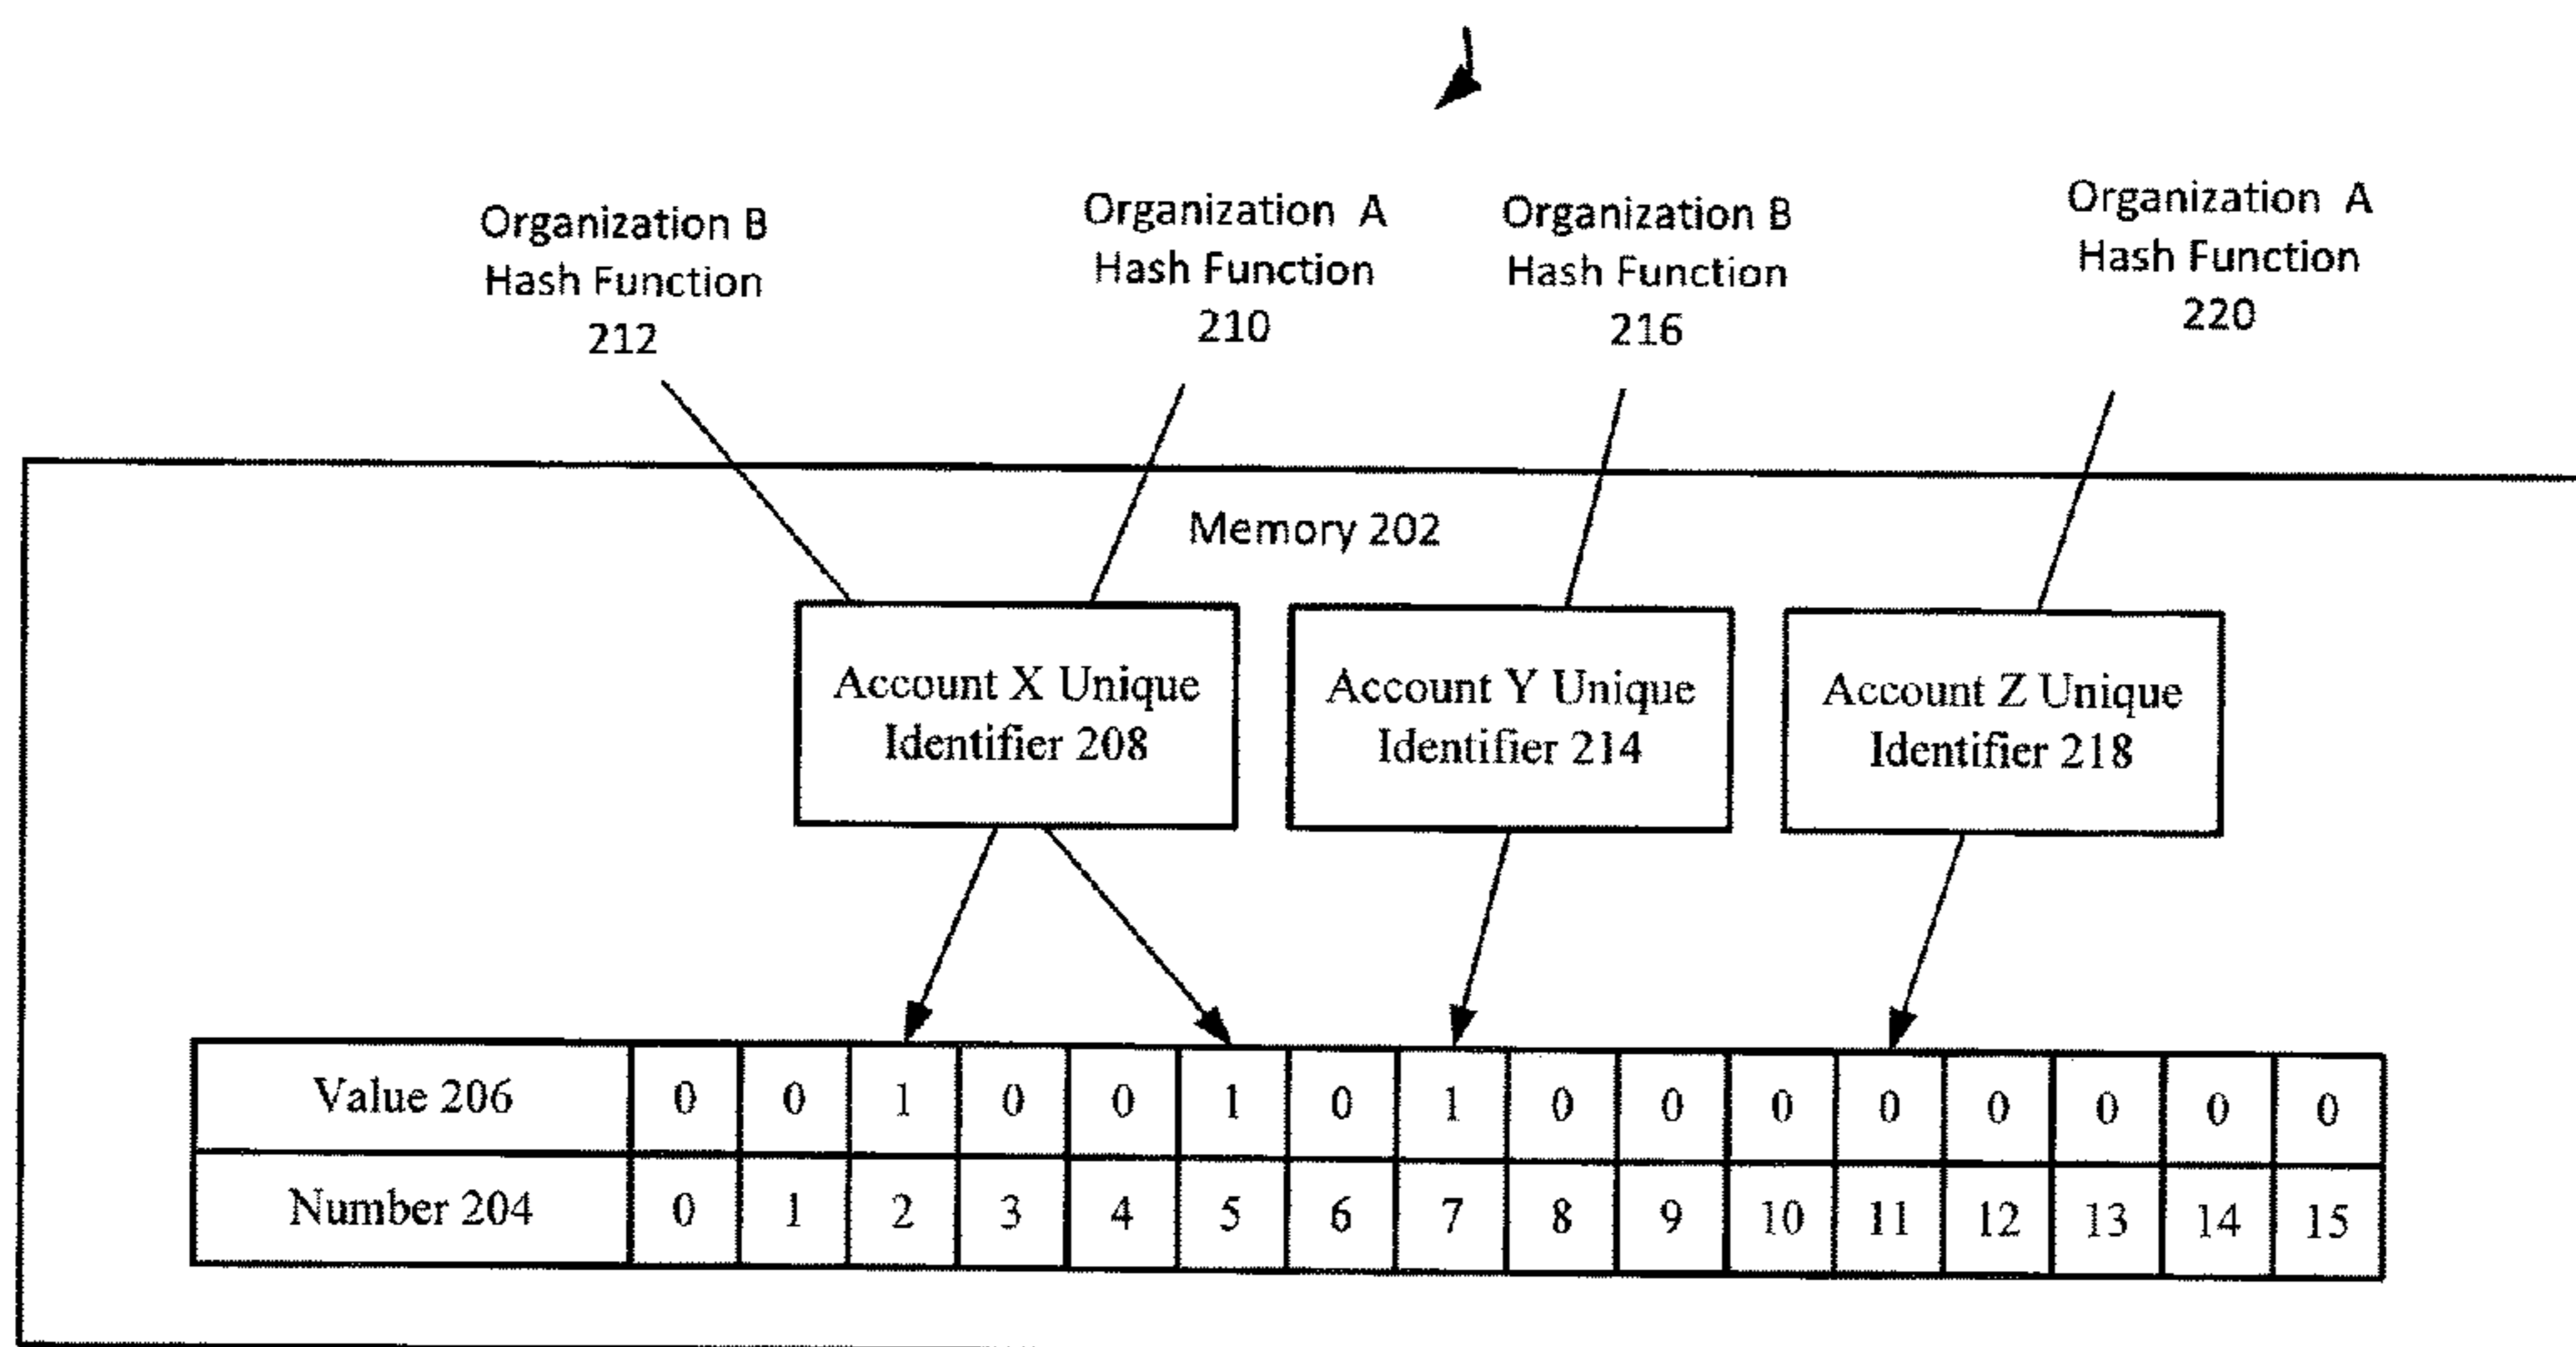 Organization B
Hash Function
212
Organization A
Hash Function
210
Organization B
Hash Function
216
Organization A
Hash Function
220
Memory 202
Account X Unique
Identifier 208
Account Y Unique
Identifier 214
Account Z Unique
Identifier 218
Value 206 0 0 1 0 0 1 0 1 0 0 0 0 0 0 0 0
Number 204 0 1 2 3 4 5 6 7 8 9 10 11 12 13 14 15